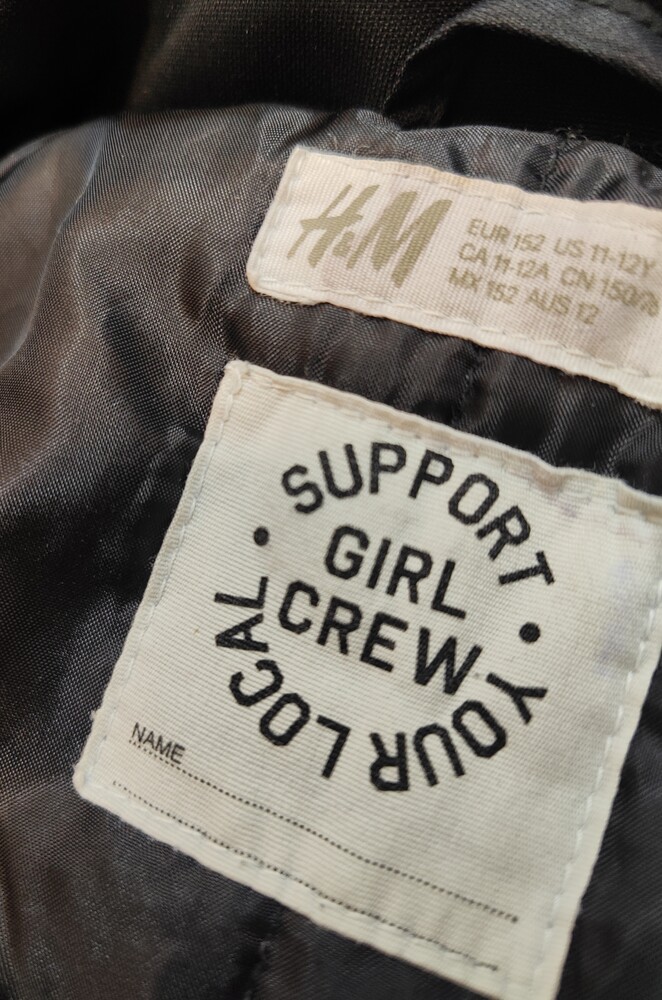 H&M
EUR 152 US 11-12Y
CA 11-12A CN 150/76
MX 152 AUS 12
SUPPORT
• YOUR LOCAL •
GIRL
CREW
NAME